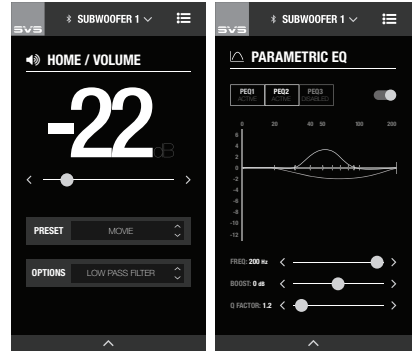 SVS
SUBWOOFER 1
HOME / VOLUME
-22
dB
PRESET MOVIE
OPTIONS LOW PASS FILTER
SVS
SUBWOOFER 1
PARAMETRIC EQ
PEQ1 PEQ2 PEQ3
ACTIVE ACTIVE DISABLED
0 20 40 50 100 200
6
4
2
0
-2
-4
-6
-8
-10
-12
FREQ: 200 Hz
BOOST: 0 dB
Q FACTOR: 1.2